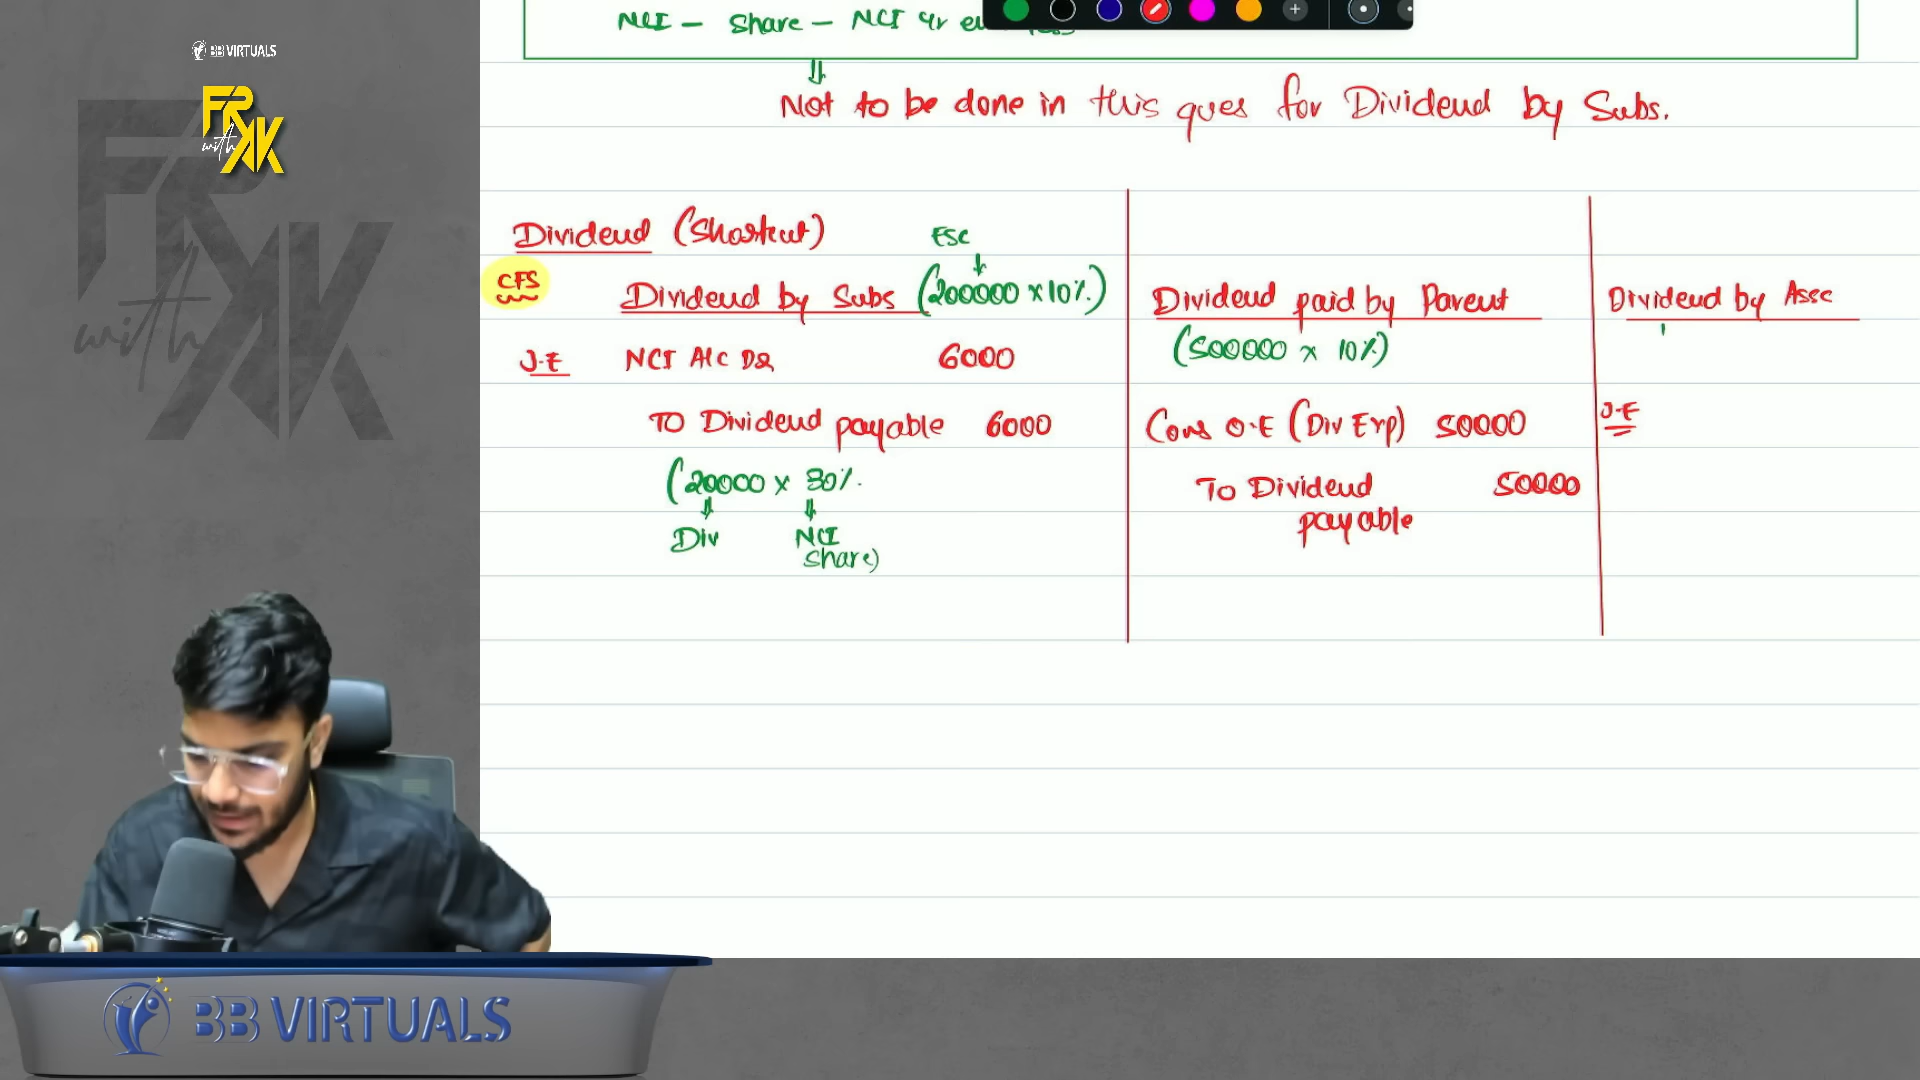 BB VIRTUALS
FR
with
KK
NCI – Share – NCI
Not to be done in this ques for Dividend by Subs.
Dividend (Shortcut)
ESC
CFS
Dividend by Subs (200000 x 10%)
J.E
NCI A/c Dr 6000
To Dividend payable 6000
(20000 x 30%
Div
NCI
Share)
Dividend paid by Parent
(500000 x 10%)
Cons O.E (Div Exp) 50000
To Dividend 50000
payable
Dividend by Assc
J.E
BB VIRTUALS